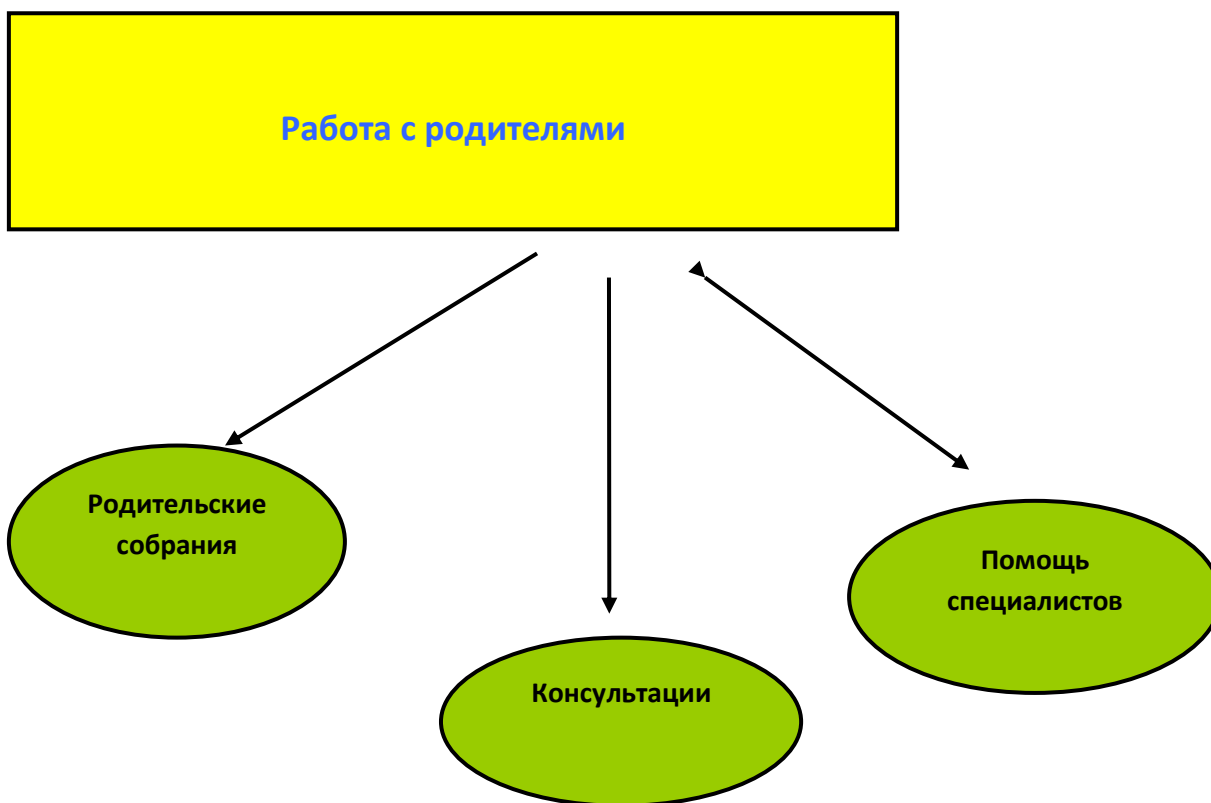 Работа с родителями
Родительские
собрания
Помощь
специалистов
Консультации